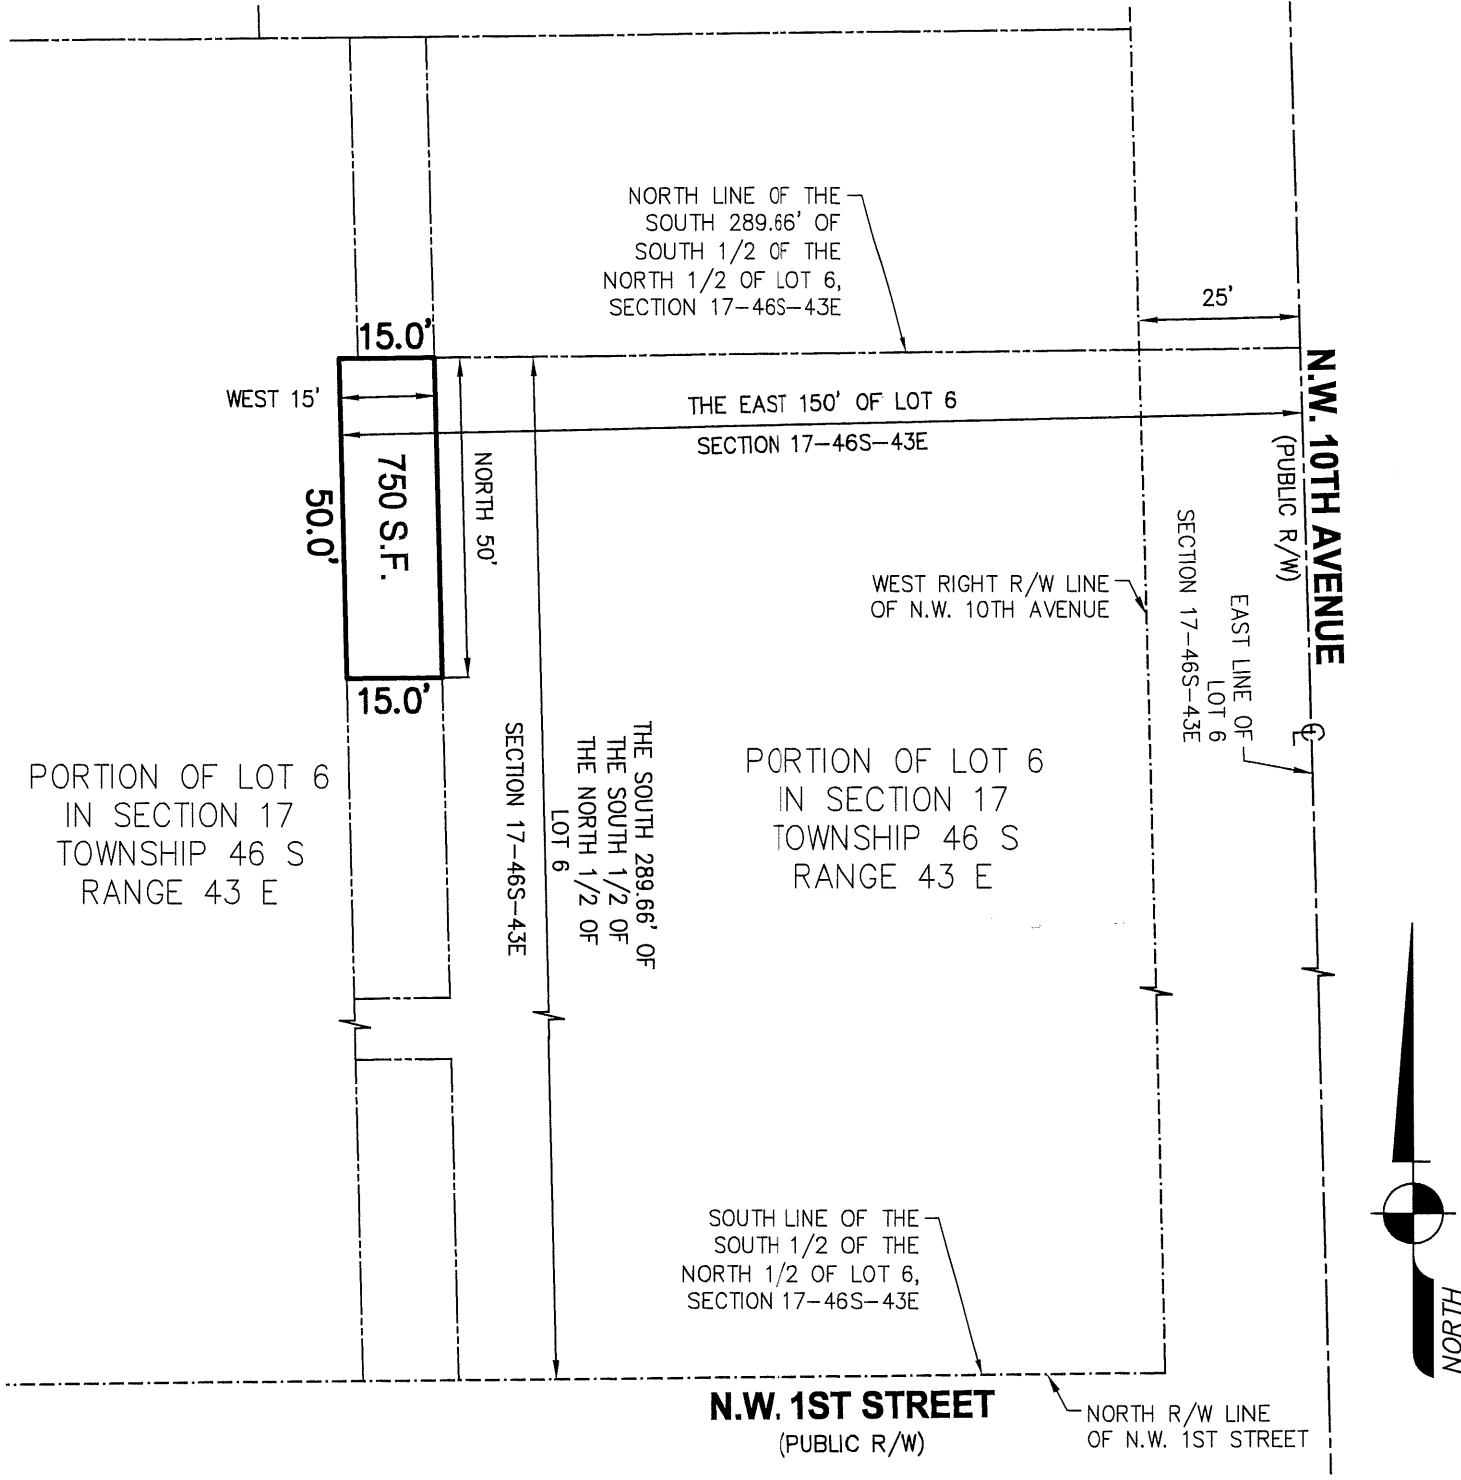 NORTH LINE OF THE
SOUTH 289.66' OF
SOUTH 1/2 OF THE
NORTH 1/2 OF LOT 6,
SECTION 17-46S-43E
25'
15.0'
WEST 15'
THE EAST 150' OF LOT 6
SECTION 17-46S-43E
N.W. 10TH AVENUE
(PUBLIC R/W)
NORTH 50'
750 S.F.
50.0'
15.0'
WEST RIGHT R/W LINE
OF N.W. 10TH AVENUE
EAST LINE OF
LOT 6
SECTION 17-46S-43E
℄
THE SOUTH 289.66' OF
THE SOUTH 1/2 OF
THE NORTH 1/2 OF
LOT 6
SECTION 17-46S-43E
PORTION OF LOT 6
IN SECTION 17
TOWNSHIP 46 S
RANGE 43 E
PORTION OF LOT 6
IN SECTION 17
TOWNSHIP 46 S
RANGE 43 E
SOUTH LINE OF THE
SOUTH 1/2 OF THE
NORTH 1/2 OF LOT 6,
SECTION 17-46S-43E
NORTH
N.W. 1ST STREET
(PUBLIC R/W)
NORTH R/W LINE
OF N.W. 1ST STREET